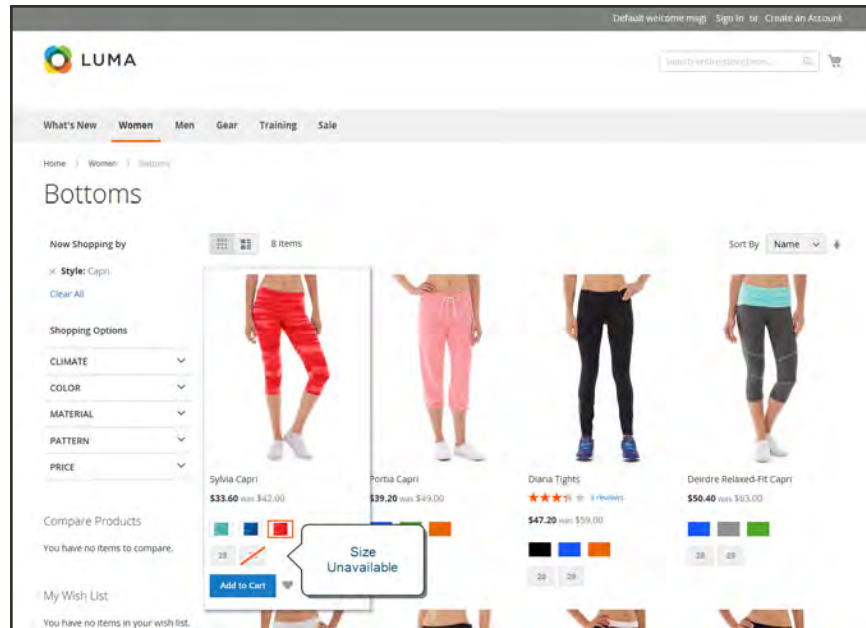 Default welcome msg! Sign In or Create an Account
LUMA
Search entire store here...
What's New Women Men Gear Training Sale
Home Women Bottoms
Bottoms
Now Shopping by
8 Items
Sort By Name
Style: Capri
Clear All
Shopping Options
CLIMATE
COLOR
MATERIAL
PATTERN
PRICE
Sylvia Capri
$33.60 was $42.00
Portia Capri
$39.20 was $49.00
Diana Tights
3 reviews
$47.20 was $59.00
Deirdre Relaxed-Fit Capri
$50.40 was $63.00
28
28 29
28 29
Size
Unavailable
Add to Cart
Compare Products
You have no items to compare.
My Wish List
You have no items in your wish list.